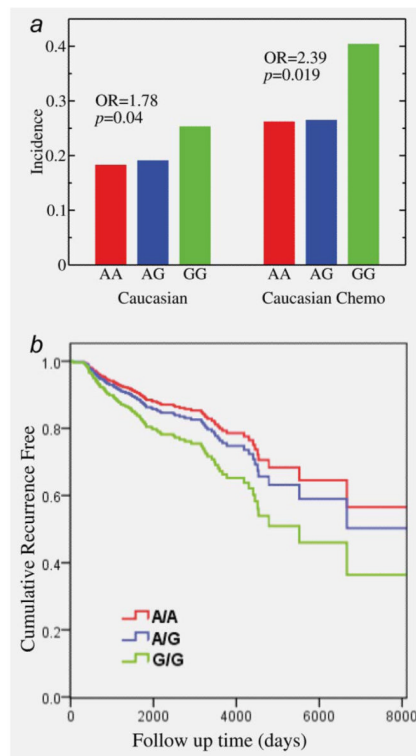 a
OR=2.39
p=0.019
0.4
OR=1.78
p=0.04
0.3
Incidence
0.2
0.1
0
AA AG GG AA AG GG
Caucasian Caucasian Chemo
b
1.0
0.8
0.6
Cumulative Recurrence Free
0.4
A/A
0.2
A/G
G/G
0.0
0 2000 4000 6000 8000
Follow up time (days)